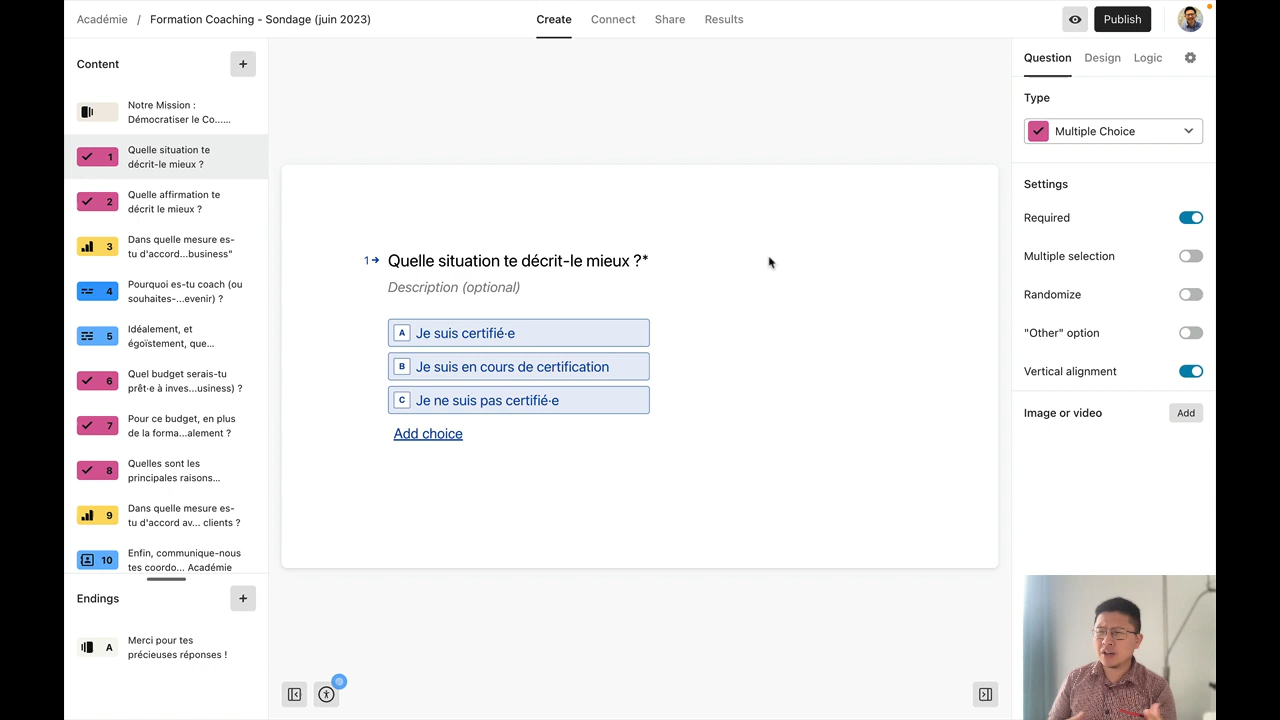 Académie / Formation Coaching - Sondage (juin 2023)
Create Connect Share Results
Publish
Content
+
Notre Mission :
Démocratiser le Co......
1 Quelle situation te
décrit-le mieux ?
2 Quelle affirmation te
décrit le mieux ?
3 Dans quelle mesure es-
tu d'accord...business"
4 Pourquoi es-tu coach (ou
souhaites-...evenir) ?
5 Idéalement, et
égoïstement, que...
6 Quel budget serais-tu
prêt·e à inves...usiness) ?
7 Pour ce budget, en plus
de la forma...alement ?
8 Quelles sont les
principales raisons...
9 Dans quelle mesure es-
tu d'accord av... clients ?
10 Enfin, communique-nous
tes coordo... Académie
Endings
+
A Merci pour tes
précieuses réponses !
1 Quelle situation te décrit-le mieux ?*
Description (optional)
A Je suis certifié·e
B Je suis en cours de certification
C Je ne suis pas certifié·e
Add choice
Question Design Logic
Type
Multiple Choice
Settings
Required
Multiple selection
Randomize
"Other" option
Vertical alignment
Image or video Add